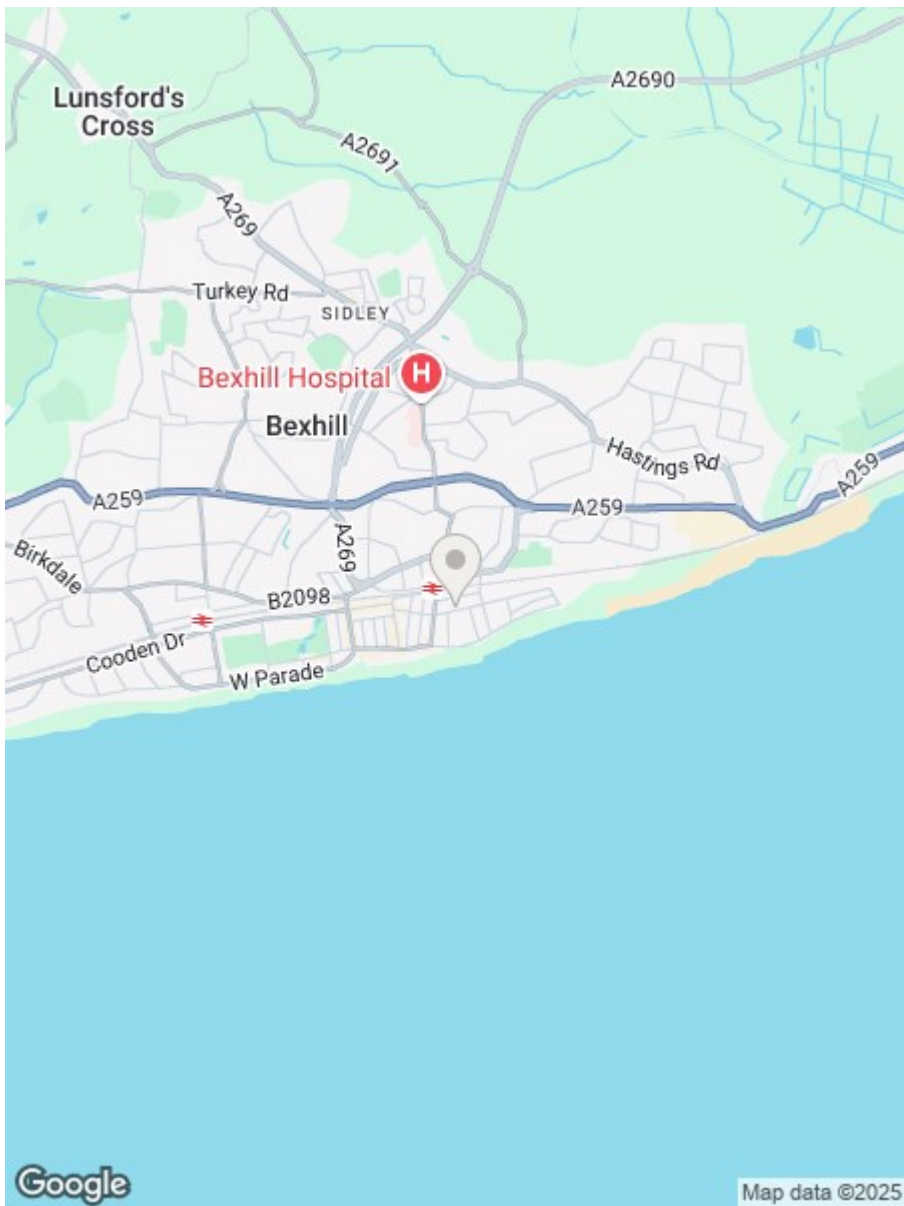 A2690
Lunsford's
Cross
A2691
A269
Turkey Rd
SIDLEY
H
Bexhill Hospital
Bexhill
Hastings Rd
A259
A259
A259
A269
Birkdale
B2098
Cooden Dr
W Parade
Google
Map data ©2025